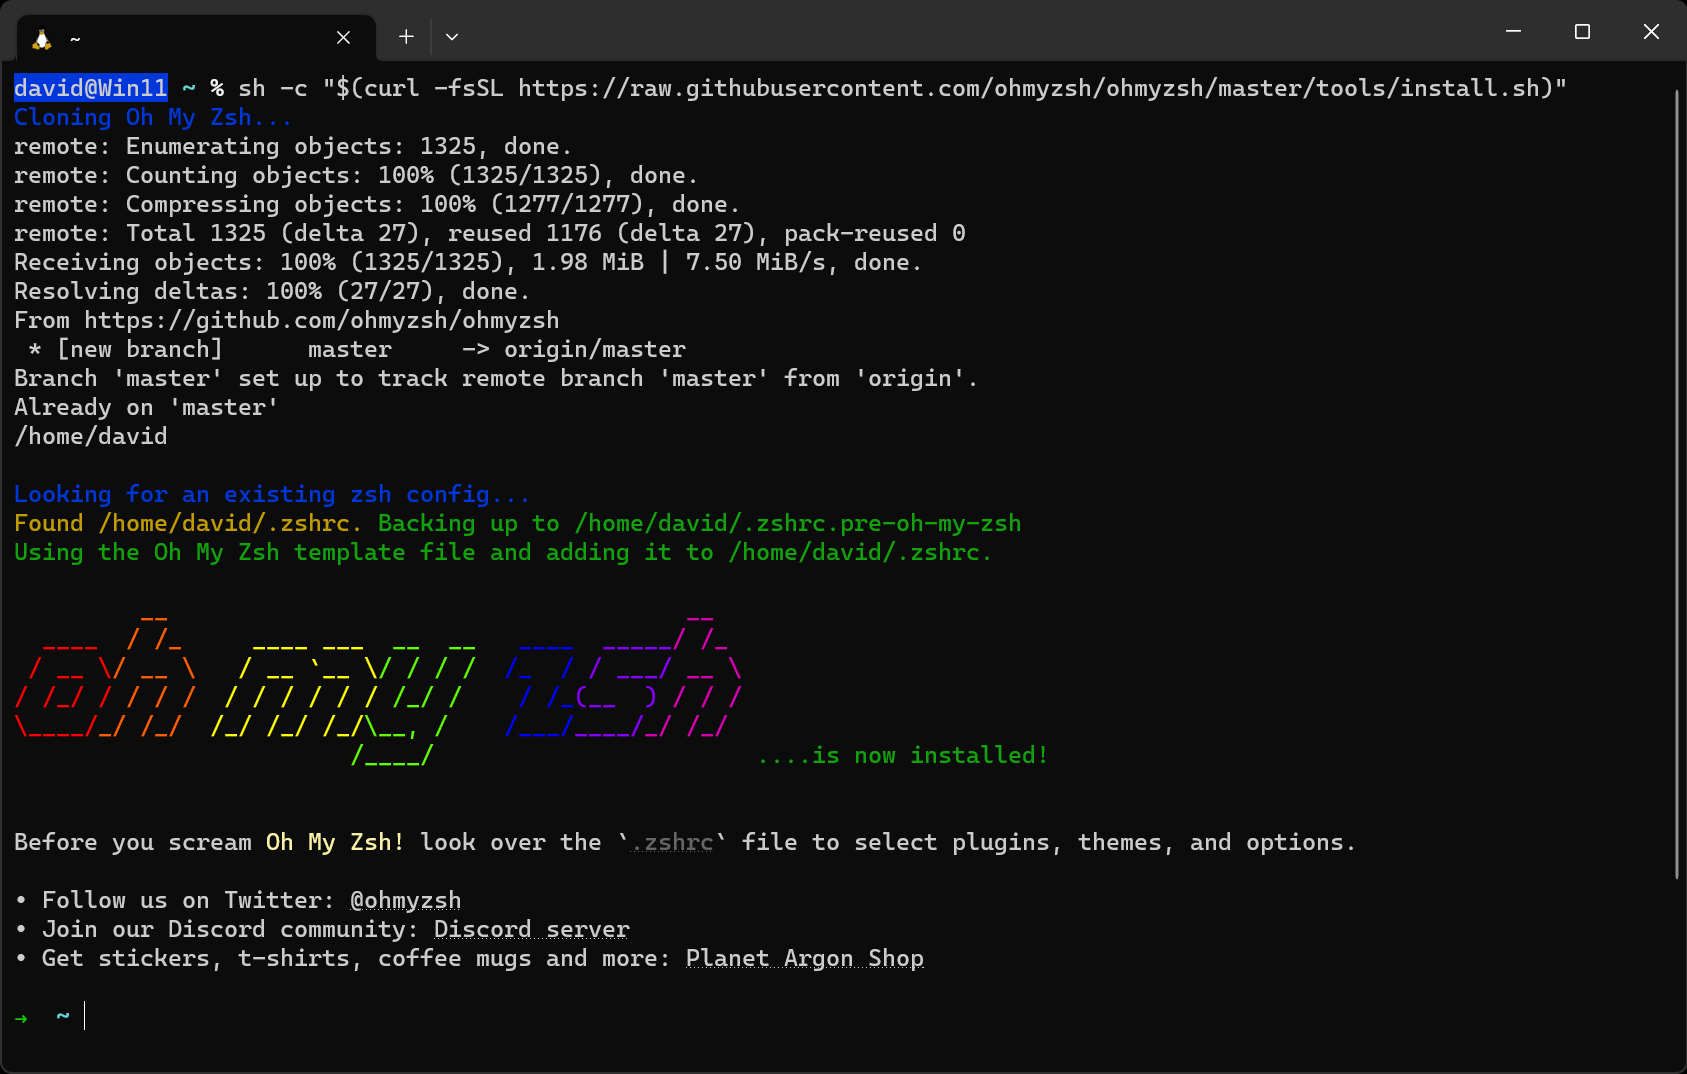 ~
david@Win11 ~ % sh -c "$(curl -fsSL https://raw.githubusercontent.com/ohmyzsh/ohmyzsh/master/tools/install.sh)"
Cloning Oh My Zsh...
remote: Enumerating objects: 1325, done.
remote: Counting objects: 100% (1325/1325), done.
remote: Compressing objects: 100% (1277/1277), done.
remote: Total 1325 (delta 27), reused 1176 (delta 27), pack-reused 0
Receiving objects: 100% (1325/1325), 1.98 MiB | 7.50 MiB/s, done.
Resolving deltas: 100% (27/27), done.
From https://github.com/ohmyzsh/ohmyzsh
 * [new branch]      master     -> origin/master
Branch 'master' set up to track remote branch 'master' from 'origin'.
Already on 'master'
/home/david
Looking for an existing zsh config...
Found /home/david/.zshrc. Backing up to /home/david/.zshrc.pre-oh-my-zsh
Using the Oh My Zsh template file and adding it to /home/david/.zshrc.
oh my zsh
....is now installed!
Before you scream Oh My Zsh! look over the `.zshrc` file to select plugins, themes, and options.
• Follow us on Twitter: @ohmyzsh
• Join our Discord community: Discord server
• Get stickers, t-shirts, coffee mugs and more: Planet Argon Shop
→ ~